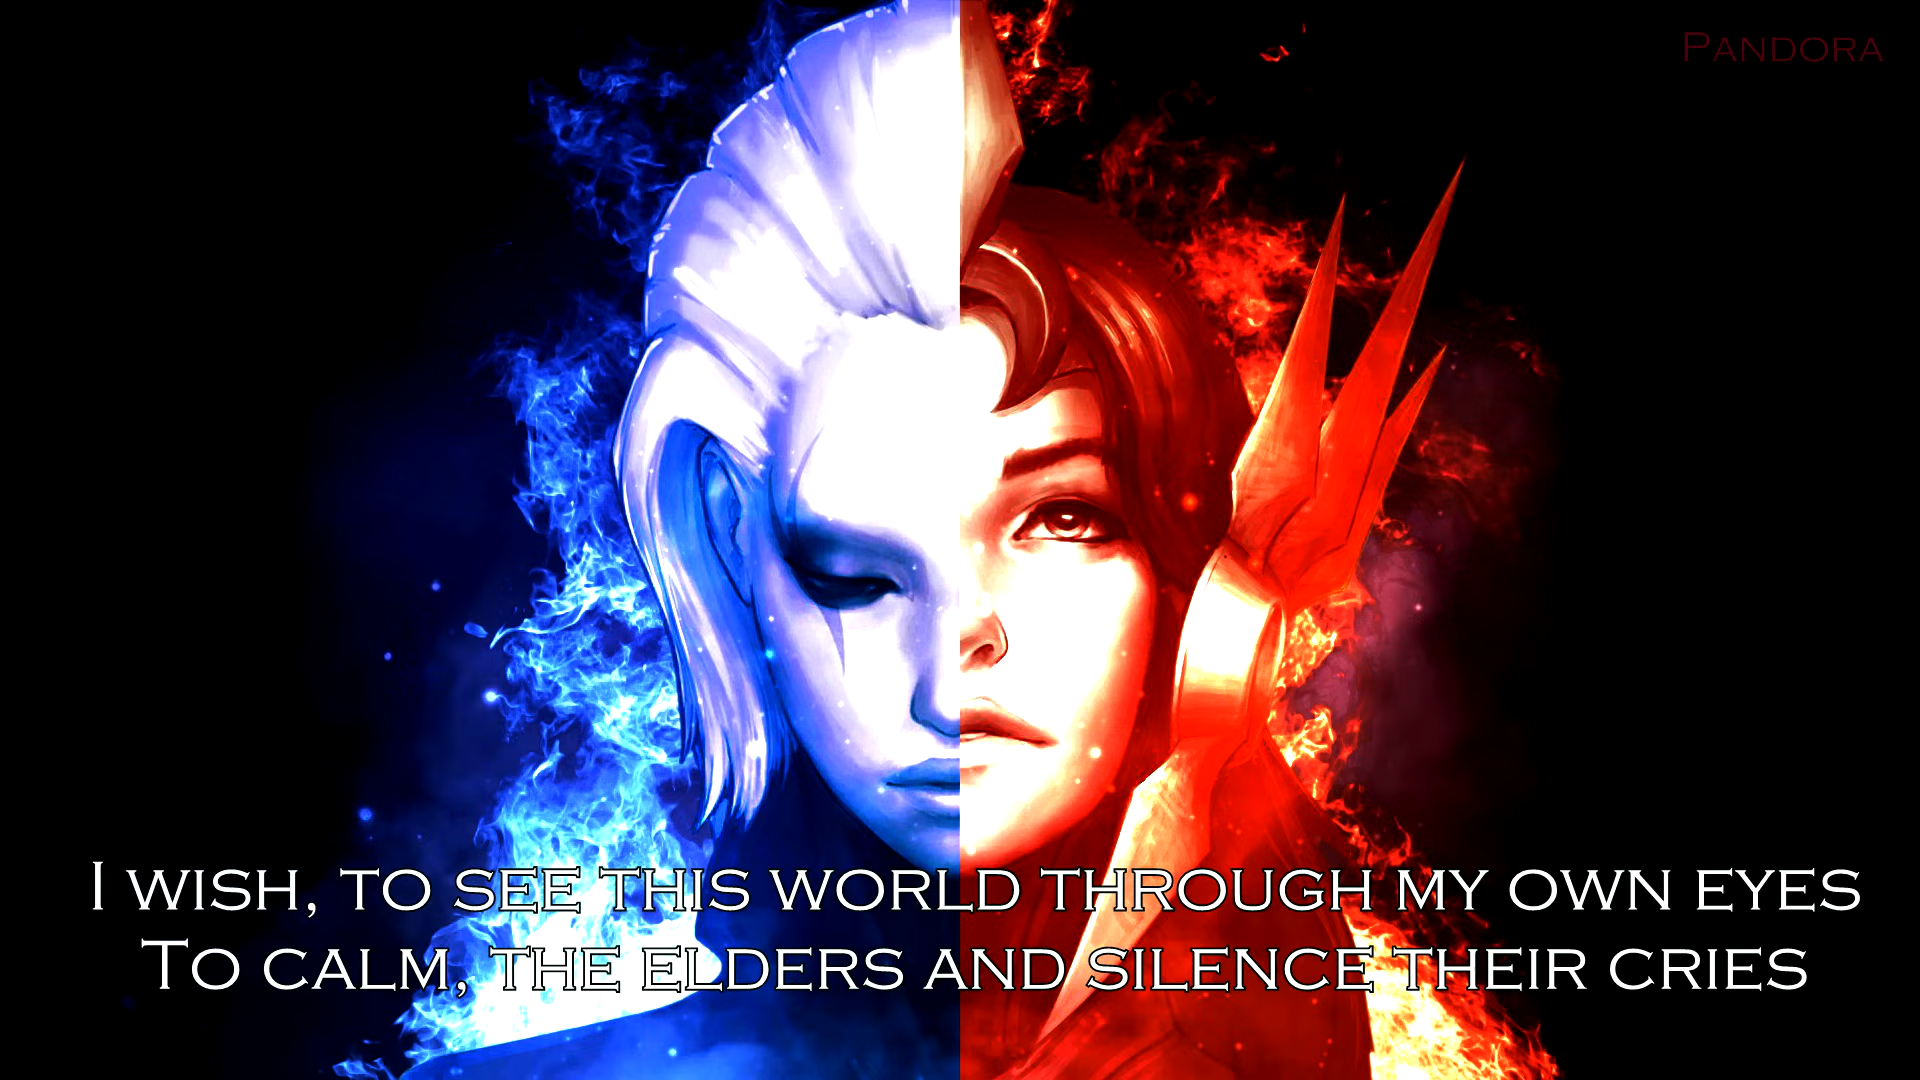 Pandora
I wish, to see this world through my own eyes
To calm, the elders and silence their cries